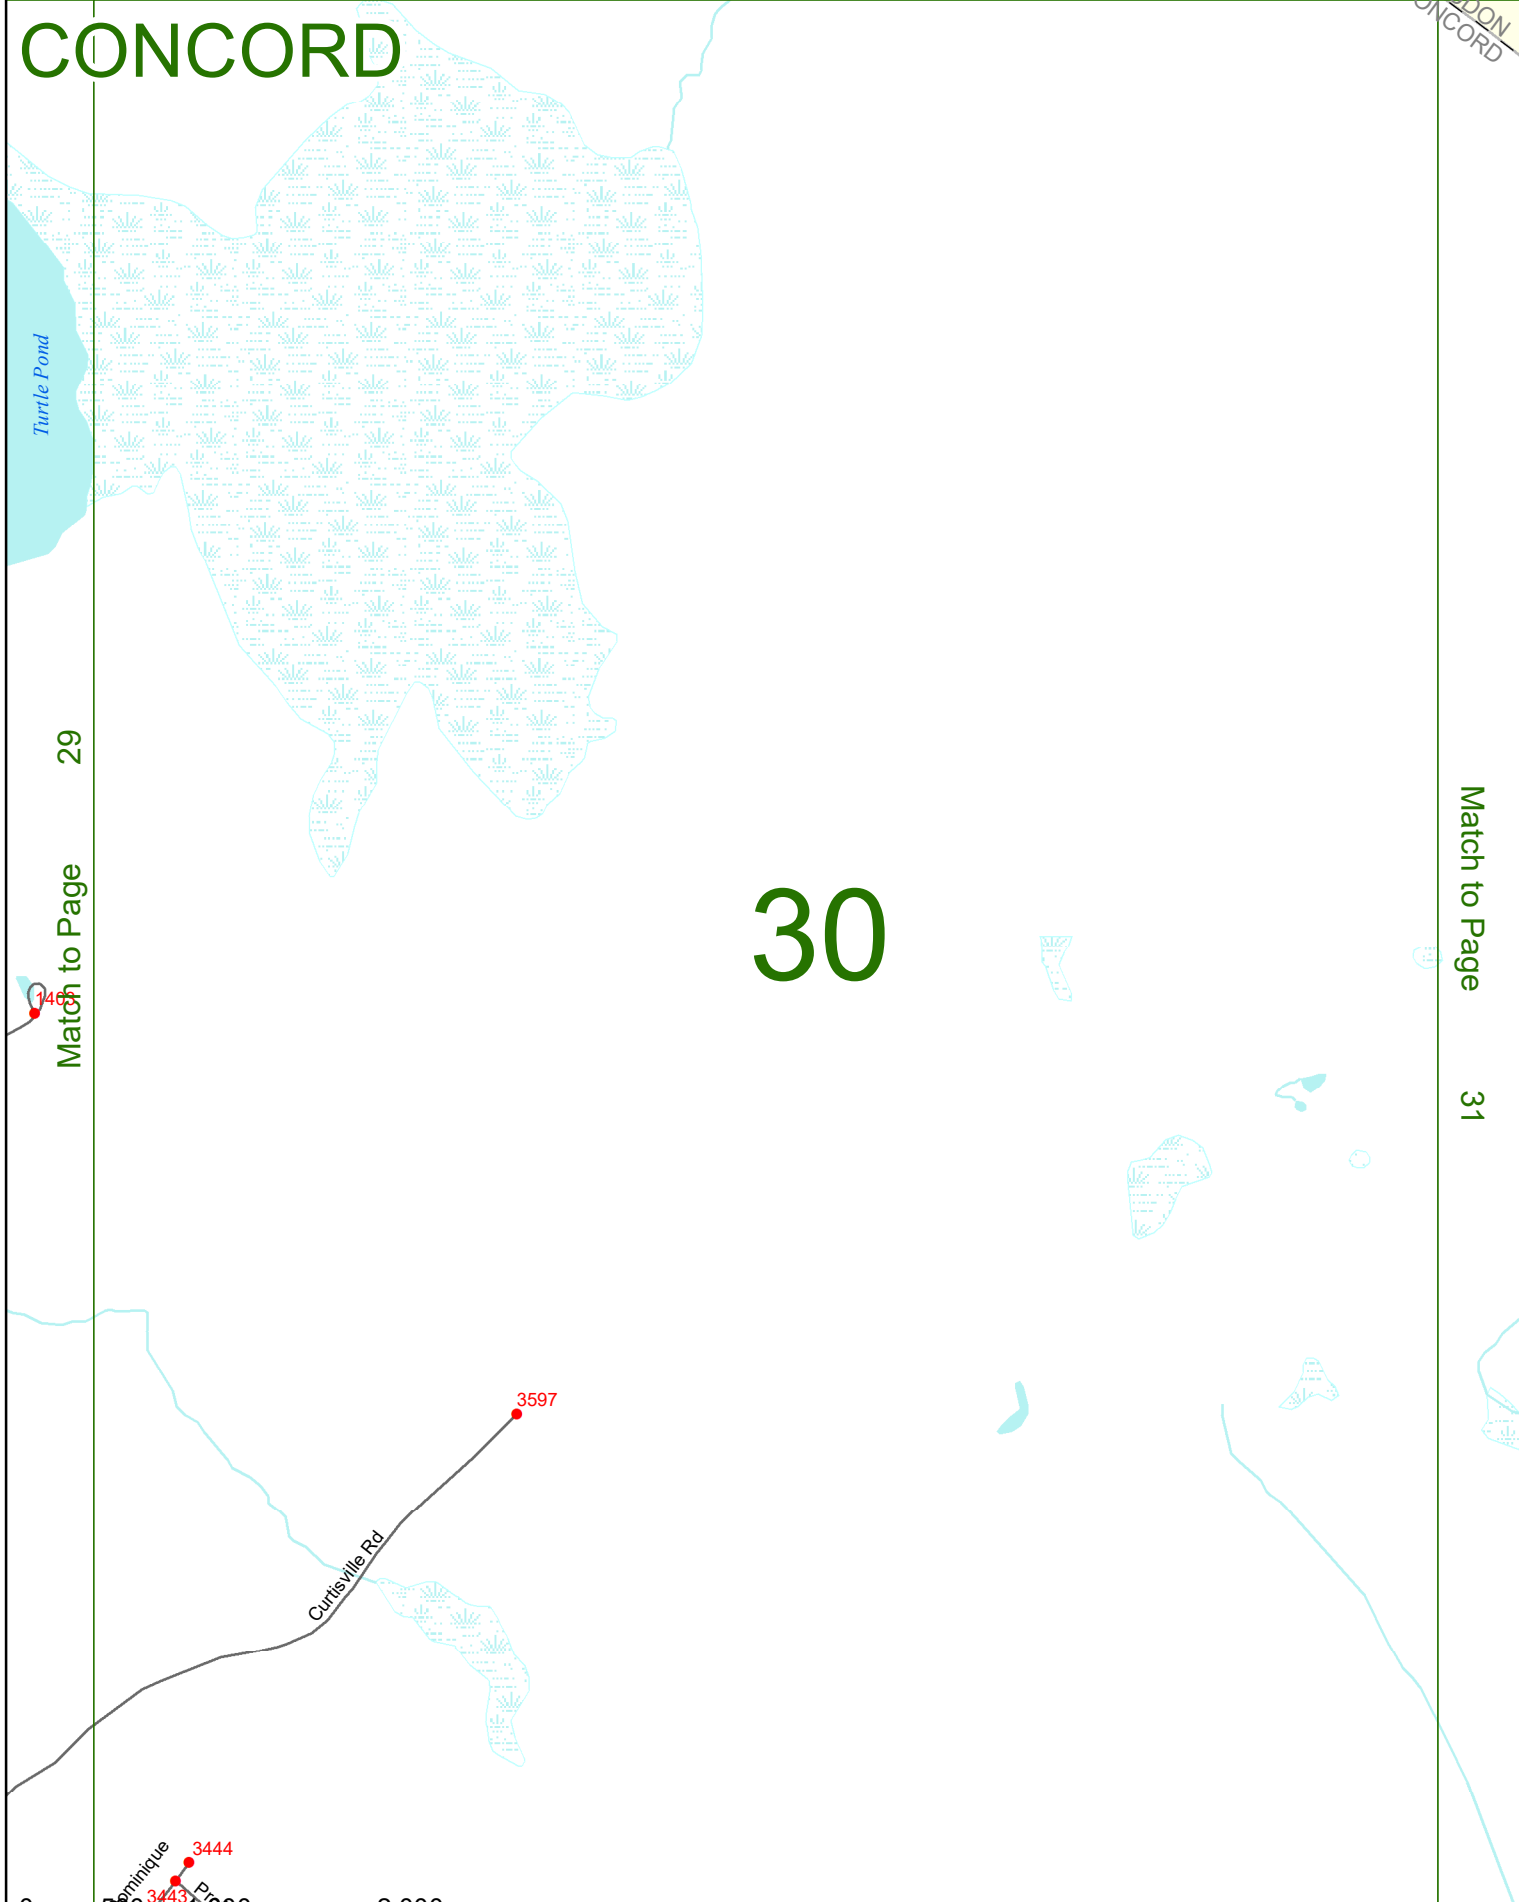 CONCORD
CONCORD
Turtle Pond
Match to Page 29
30
Match to Page 31
1403
3597
Curtisville Rd
3444
3443